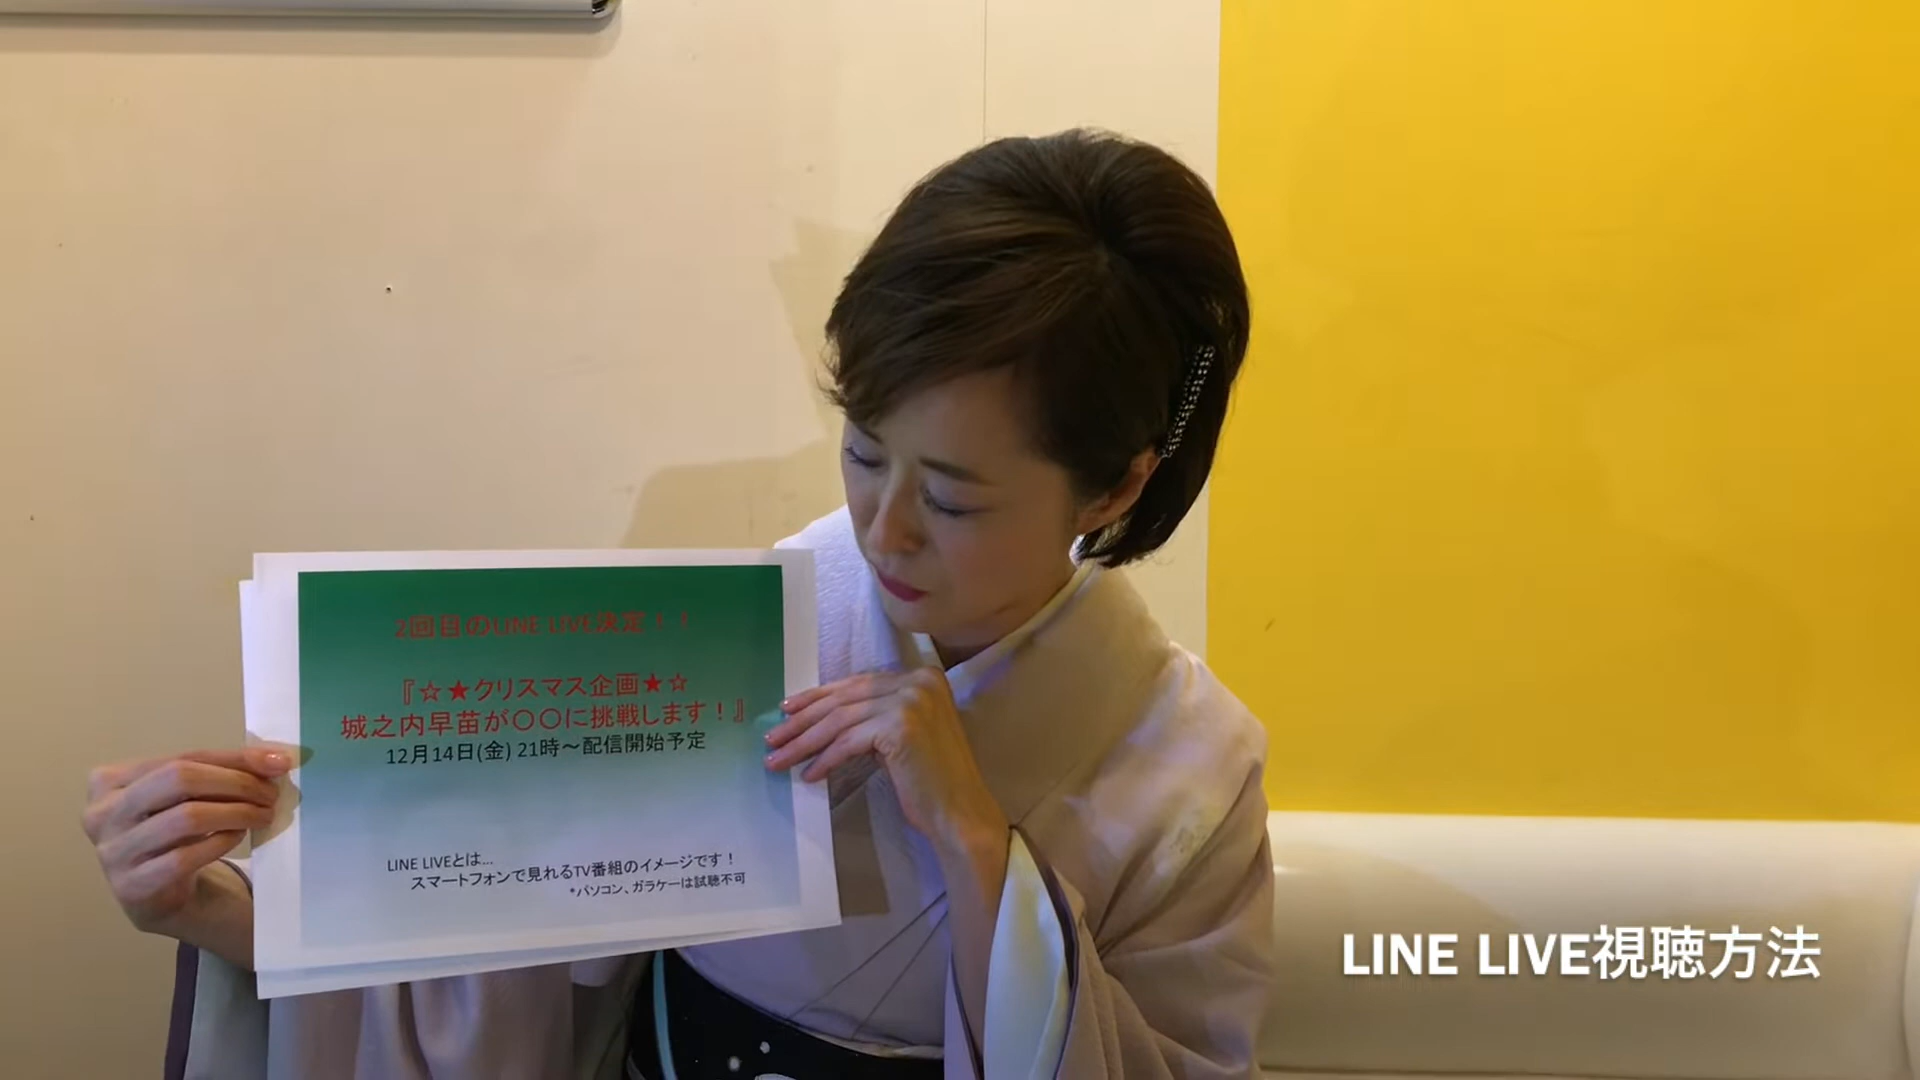 2回目のLINE LIVE決定！！
『☆★クリスマス企画★☆
城之内早苗が〇〇に挑戦します！』
12月14日(金) 21時～配信開始予定
LINE LIVEとは...
スマートフォンで見れるTV番組のイメージです！
*パソコン、ガラケーは試聴不可
LINE LIVE視聴方法